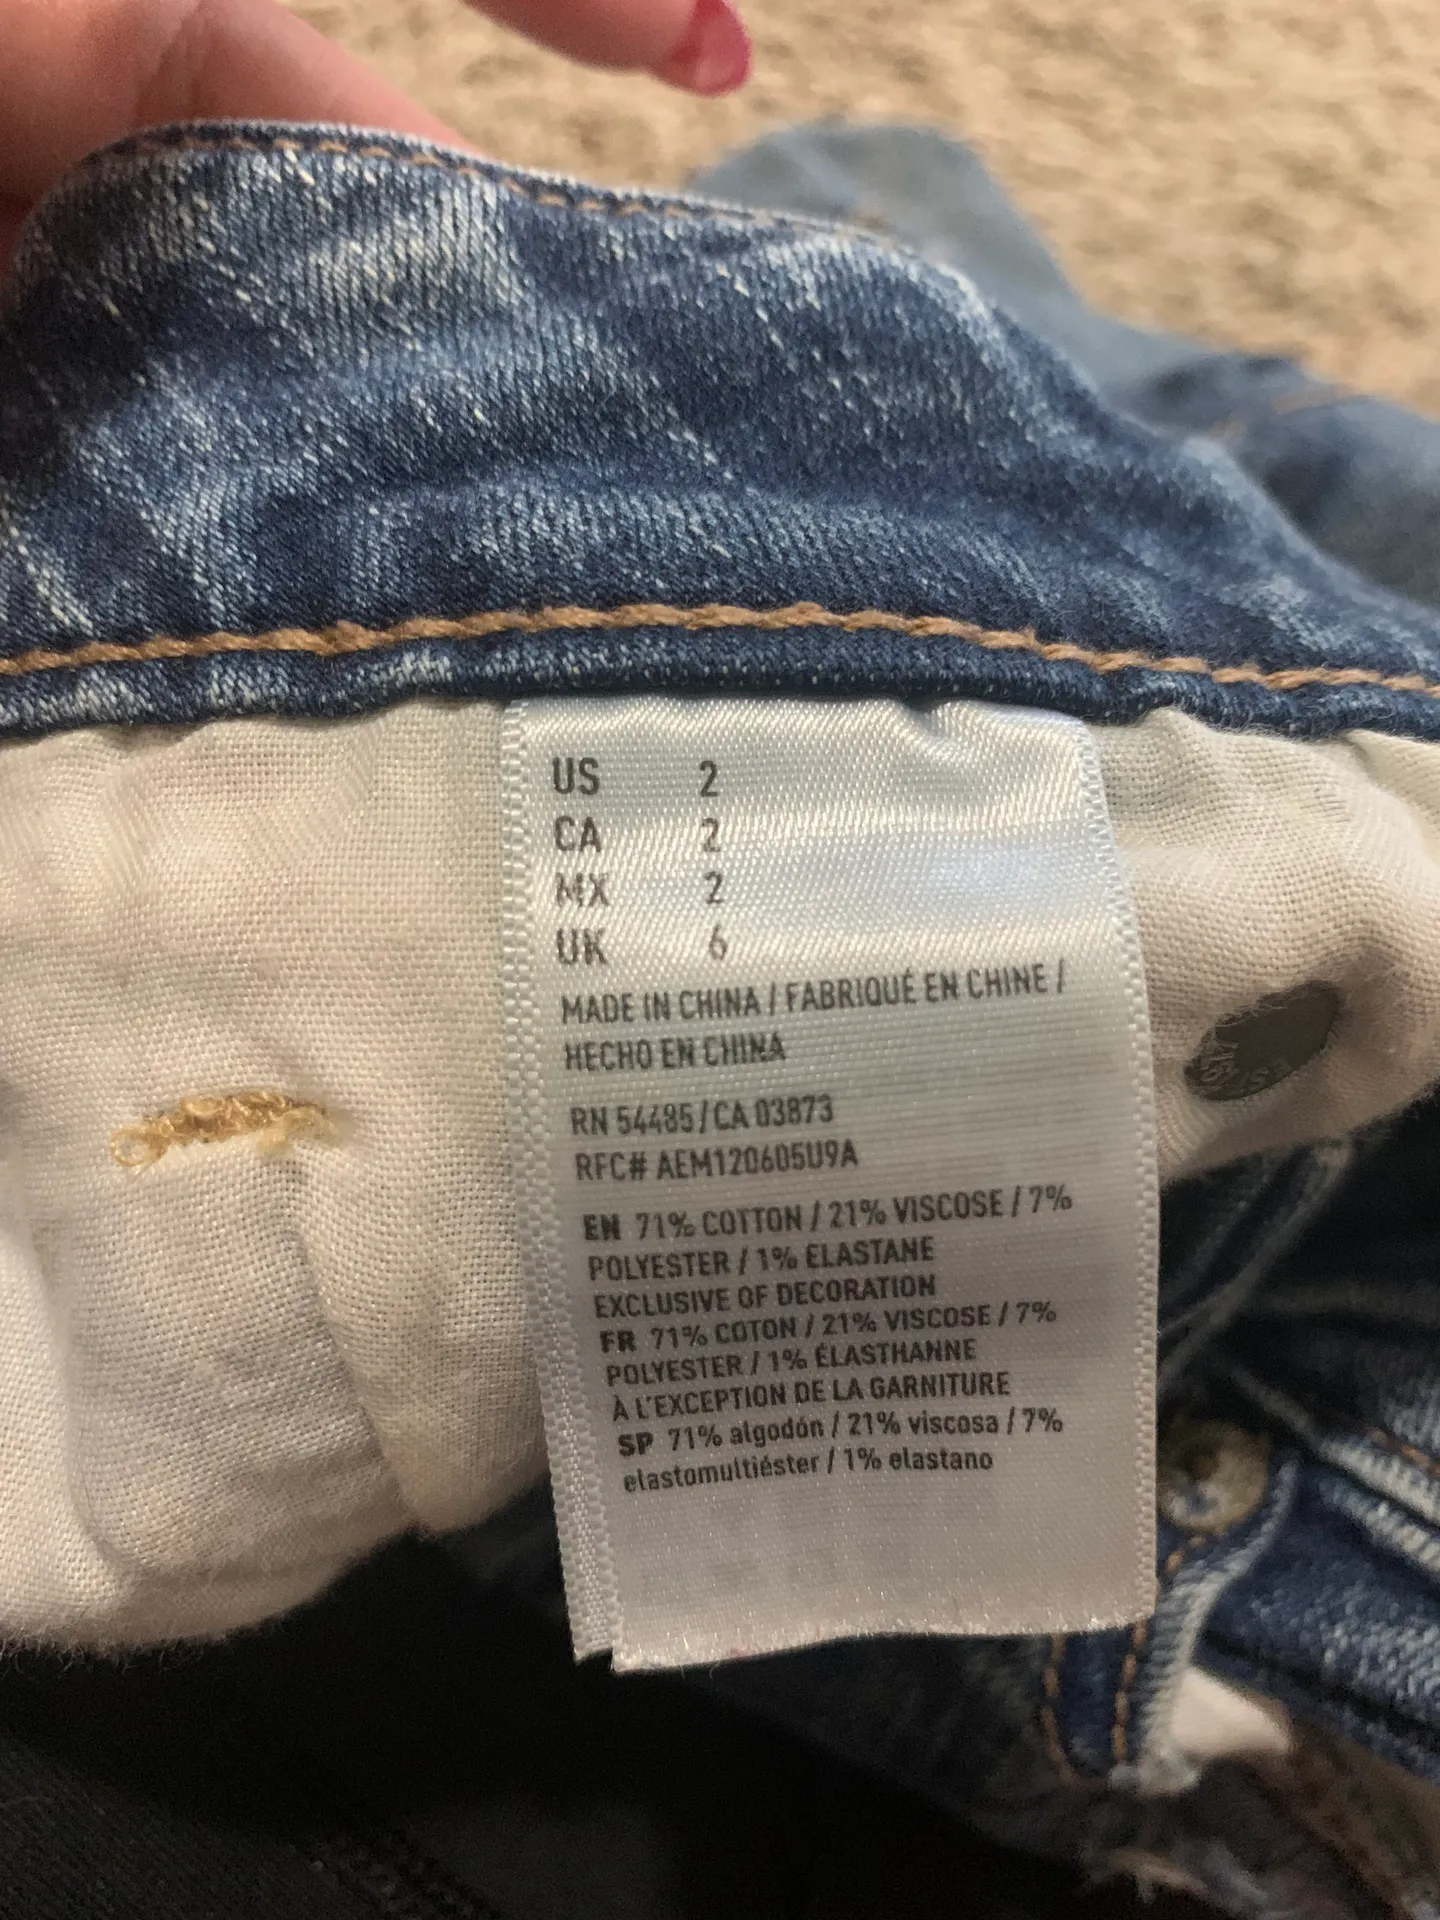 US 2
CA 2
MX 2
UK 6
MADE IN CHINA / FABRIQUÉ EN CHINE /
HECHO EN CHINA
RN 54485 / CA 03873
RFC# AEM120605U9A
EN 71% COTTON / 21% VISCOSE / 7%
POLYESTER / 1% ELASTANE
EXCLUSIVE OF DECORATION
FR 71% COTON / 21% VISCOSE / 7%
POLYESTER / 1% ÉLASTHANNE
À L'EXCEPTION DE LA GARNITURE
SP 71% algodón / 21% viscosa / 7%
elastomultiéster / 1% elastano